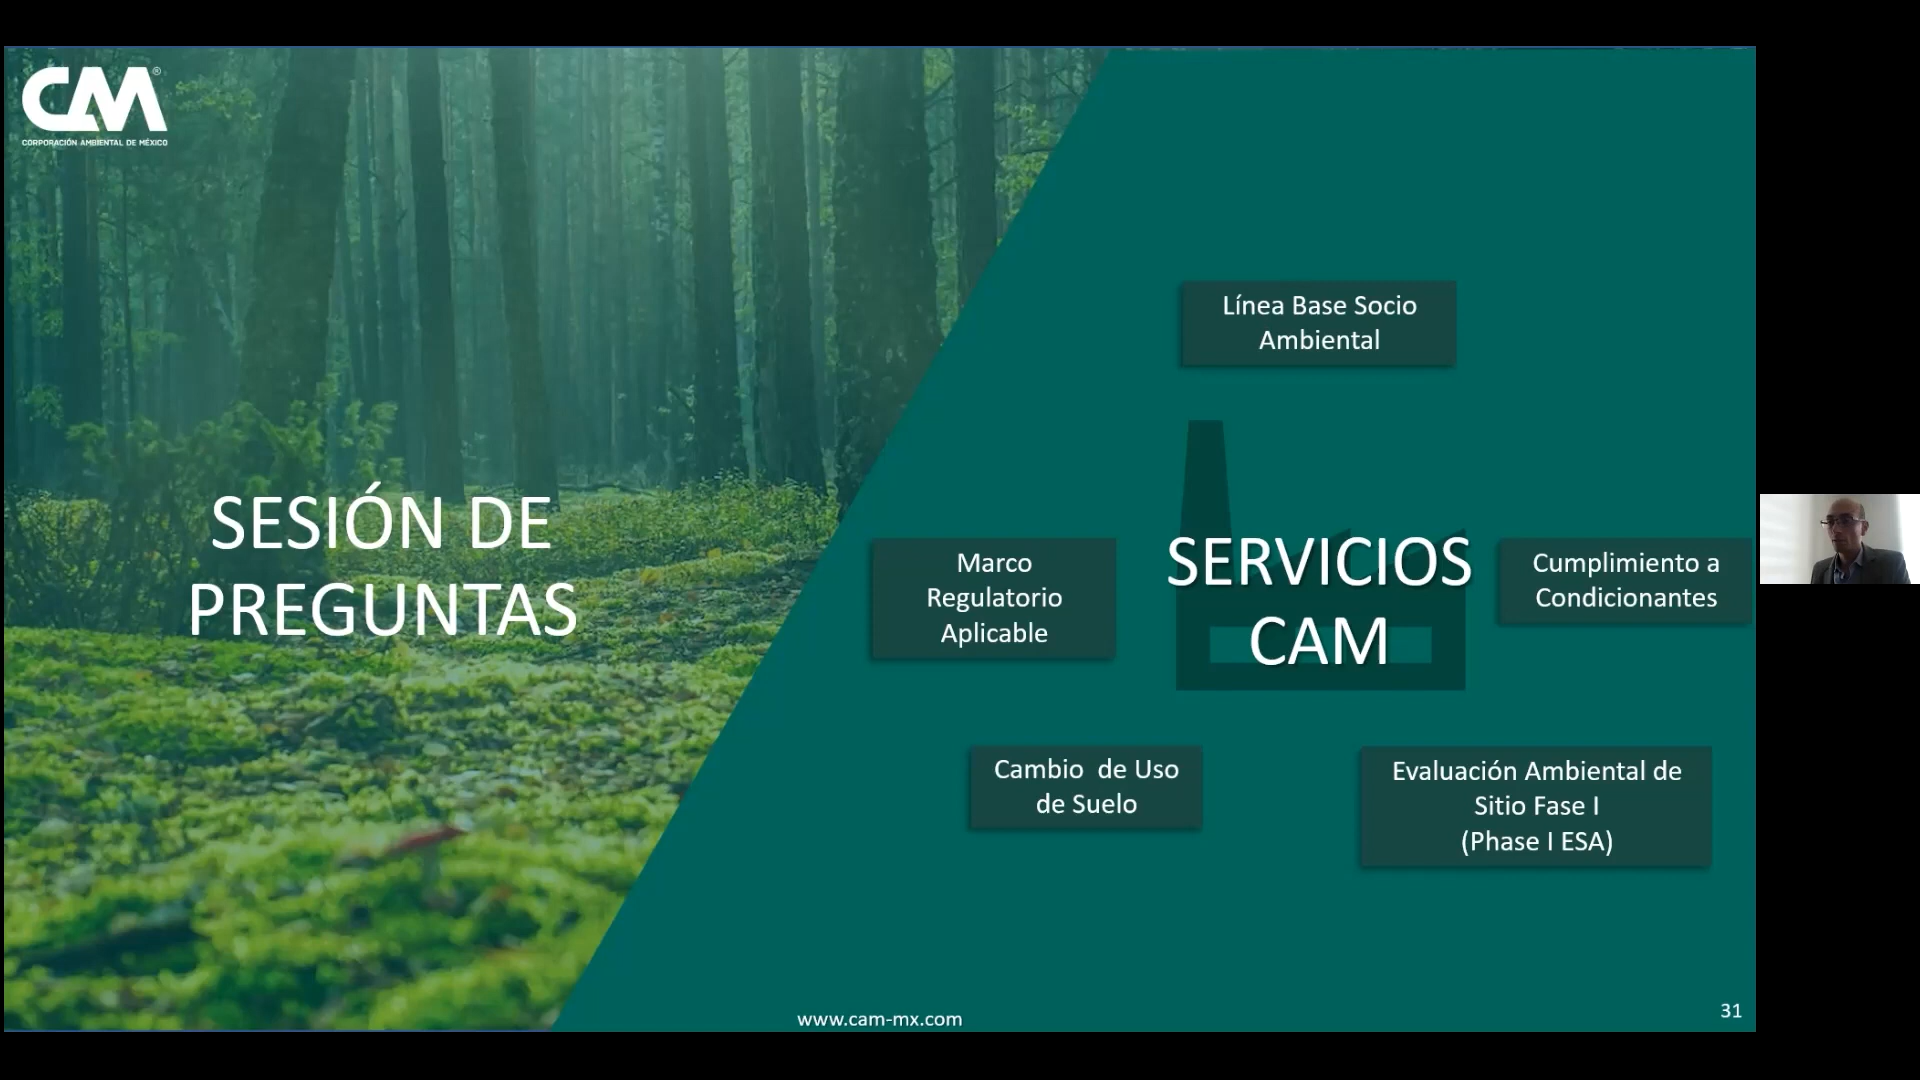 CAM®
CORPORACIÓN AMBIENTAL DE MÉXICO
SESIÓN DE
PREGUNTAS
Línea Base Socio
Ambiental
Marco
Regulatorio
Aplicable
SERVICIOS
CAM
Cumplimiento a
Condicionantes
Cambio de Uso
de Suelo
Evaluación Ambiental de
Sitio Fase I
(Phase I ESA)
www.cam-mx.com
31